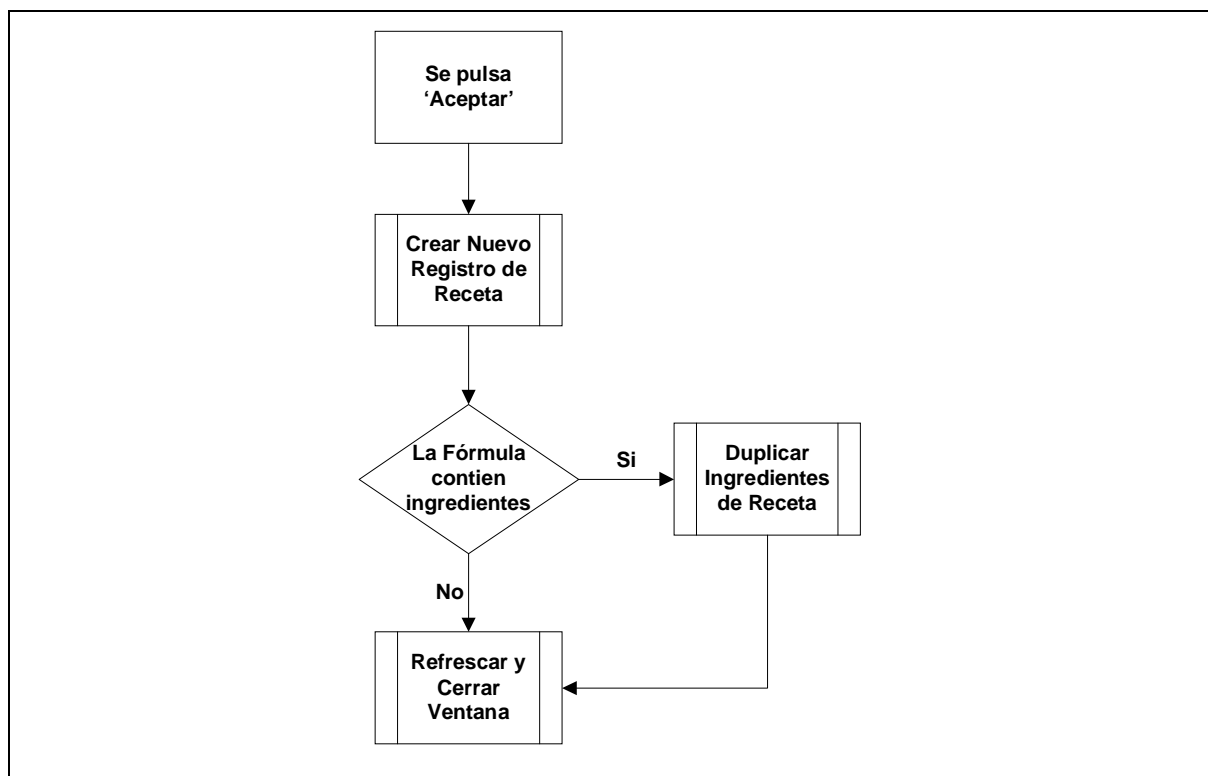 Se pulsa
‘Aceptar’
Crear Nuevo
Registro de
Receta
La Fórmula
contien
ingredientes
Si
Duplicar
Ingredientes
de Receta
No
Refrescar y
Cerrar
Ventana